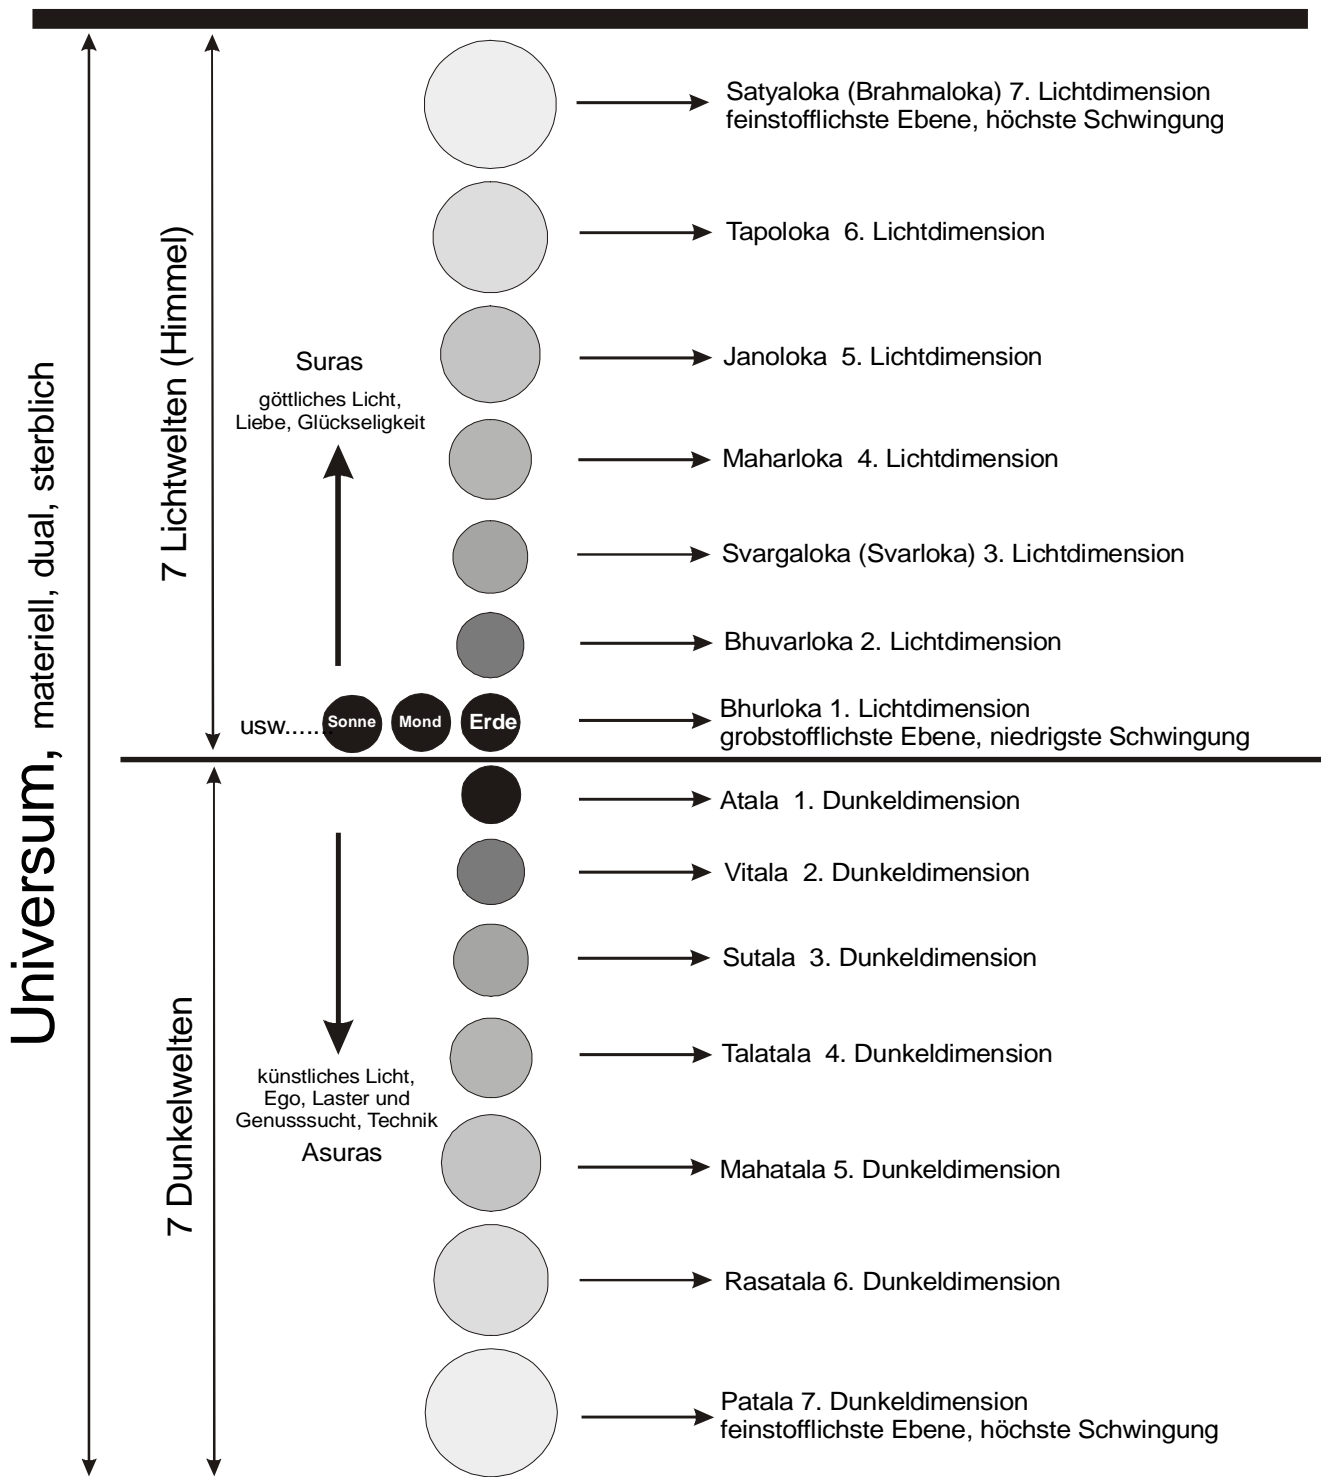 Universum, materiell, dual, sterblich
7 Lichtwelten (Himmel)
Satyaloka (Brahmaloka) 7. Lichtdimension
feinstofflichste Ebene, höchste Schwingung
Tapoloka 6. Lichtdimension
Janoloka 5. Lichtdimension
Suras
göttliches Licht,
Liebe, Glückseligkeit
Maharloka 4. Lichtdimension
Svargaloka (Svarloka) 3. Lichtdimension
Bhuvarloka 2. Lichtdimension
usw...... Sonne Mond Erde
Bhurloka 1. Lichtdimension
grobstofflichste Ebene, niedrigste Schwingung
7 Dunkelwelten
Atala 1. Dunkeldimension
Vitala 2. Dunkeldimension
Sutala 3. Dunkeldimension
Talatala 4. Dunkeldimension
künstliches Licht,
Ego, Laster und
Genusssucht, Technik
Asuras
Mahatala 5. Dunkeldimension
Rasatala 6. Dunkeldimension
Patala 7. Dunkeldimension
feinstofflichste Ebene, höchste Schwingung